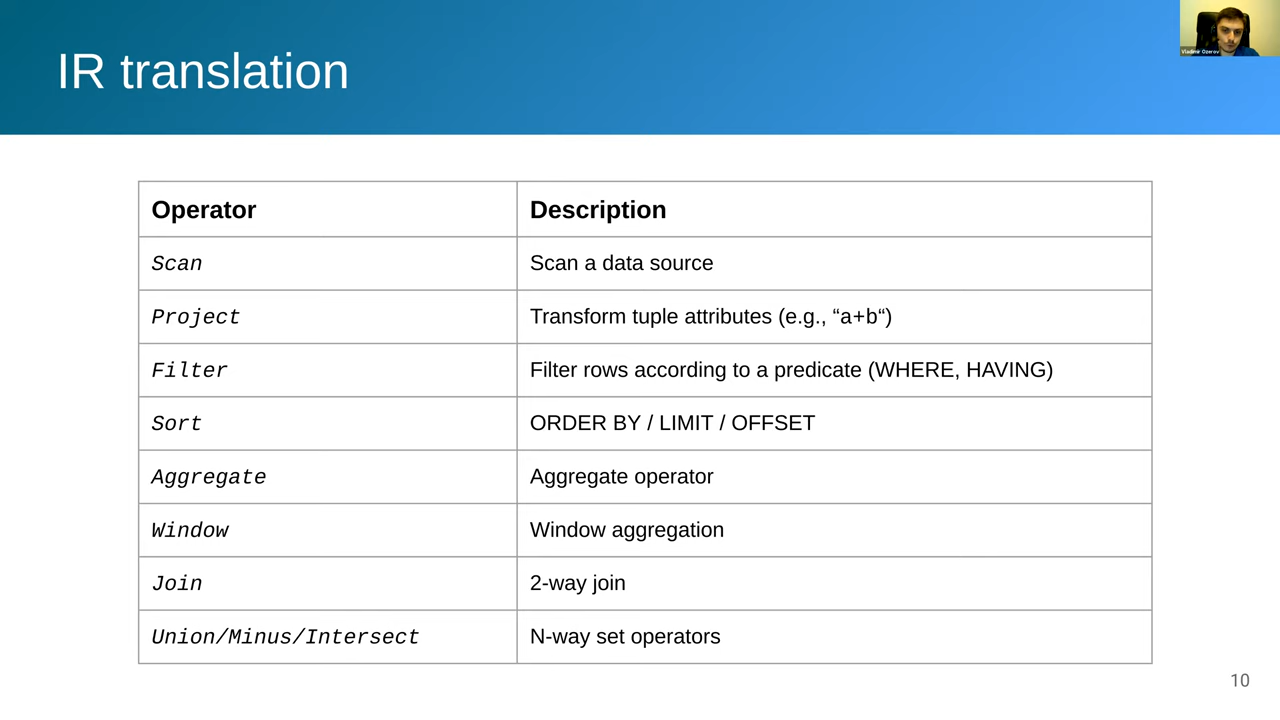 IR translation
Vladimir Ozerov
Operator Description
Scan Scan a data source
Project Transform tuple attributes (e.g., “a+b“)
Filter Filter rows according to a predicate (WHERE, HAVING)
Sort ORDER BY / LIMIT / OFFSET
Aggregate Aggregate operator
Window Window aggregation
Join 2-way join
Union/Minus/Intersect N-way set operators
10